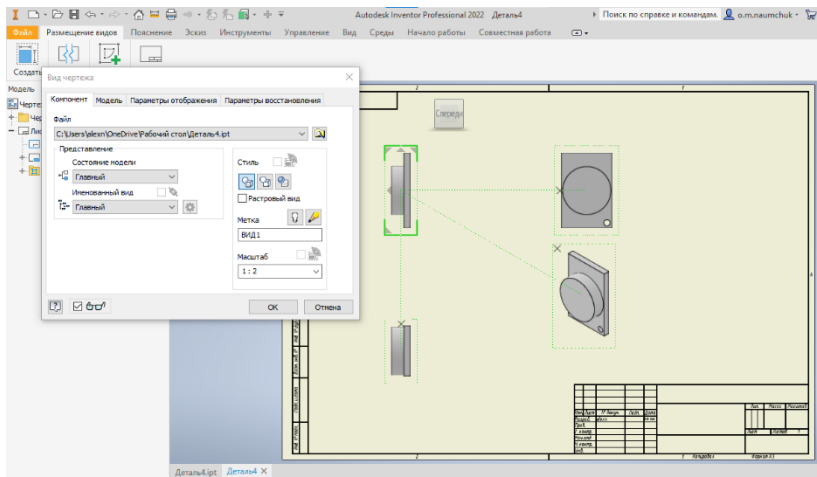 Autodesk Inventor Professional 2022 Деталь4
Поиск по справке и командам.
o.m.naumchuk
Файл Размещение видов Пояснение Эскиз Инструменты Управление Вид Среды Начало работы Совместная работа
Создать
Модель
Вид чертежа
Компонент Модель Параметры отображения Параметры восстановления
Файл
C:\Users\alexn\OneDrive\Рабочий стол\Деталь4.ipt
Представление
Состояние модели
Главный
Именованный вид
Главный
Стиль
Растровый вид
Метка
ВИД1
Масштаб
1 : 2
ОК Отмена
Спереди
Деталь4.ipt Деталь4